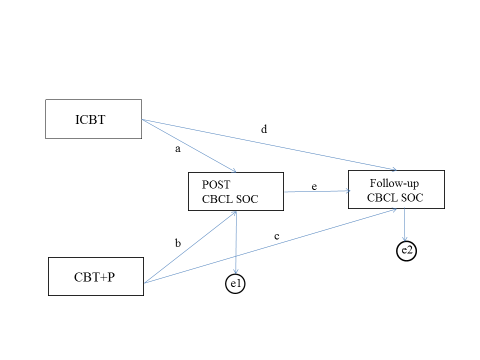 ICBT
d
a
POST
CBCL SOC
e
Follow-up
CBCL SOC
b
c
CBT+P
e1
e2